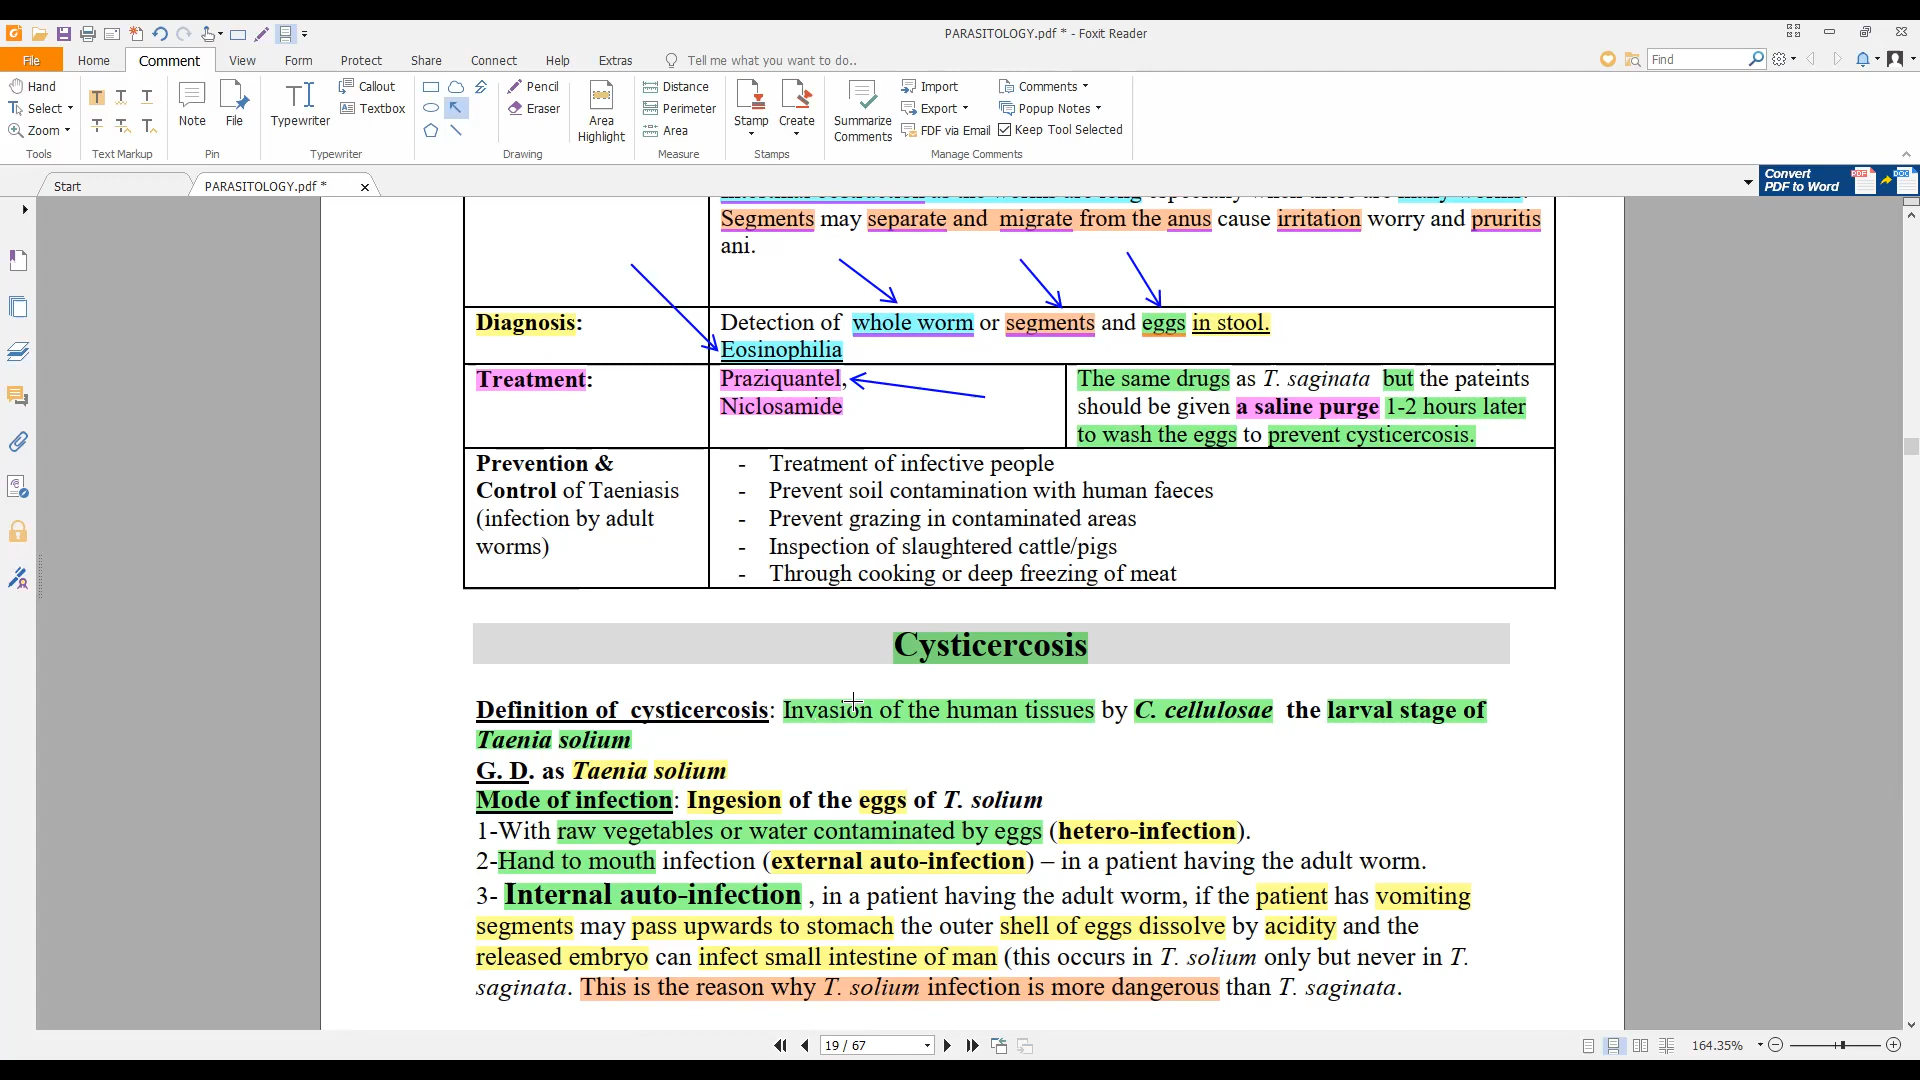 PARASITOLOGY.pdf * - Foxit Reader
File Home Comment View Form Protect Share Connect Help Extras Tell me what you want to do..
Find
Hand
Select
Zoom
Tools
Text Markup
Note
File
Pin
Typewriter
Callout
Textbox
Typewriter
Pencil
Eraser
Drawing
Area
Highlight
Distance
Perimeter
Area
Measure
Stamp
Create
Stamps
Summarize
Comments
Import
Export
FDF via Email
Comments
Popup Notes
Keep Tool Selected
Manage Comments
Start
PARASITOLOGY.pdf *
Convert
PDF to Word
Segments may separate and migrate from the anus cause irritation worry and pruritis
ani.
Diagnosis:
Detection of whole worm or segments and eggs in stool.
Eosinophilia
Treatment:
Praziquantel,
Niclosamide
The same drugs as T. saginata but the pateints
should be given a saline purge 1-2 hours later
to wash the eggs to prevent cysticercosis.
Prevention &
Control of Taeniasis
(infection by adult
worms)
- Treatment of infective people
- Prevent soil contamination with human faeces
- Prevent grazing in contaminated areas
- Inspection of slaughtered cattle/pigs
- Through cooking or deep freezing of meat
Cysticercosis
Definition of cysticercosis: Invasion of the human tissues by C. cellulosae the larval stage of
Taenia solium
G. D. as Taenia solium
Mode of infection: Ingesion of the eggs of T. solium
1-With raw vegetables or water contaminated by eggs (hetero-infection).
2-Hand to mouth infection (external auto-infection) – in a patient having the adult worm.
3- Internal auto-infection , in a patient having the adult worm, if the patient has vomiting
segments may pass upwards to stomach the outer shell of eggs dissolve by acidity and the
released embryo can infect small intestine of man (this occurs in T. solium only but never in T.
saginata. This is the reason why T. solium infection is more dangerous than T. saginata.
19 / 67
164.35%